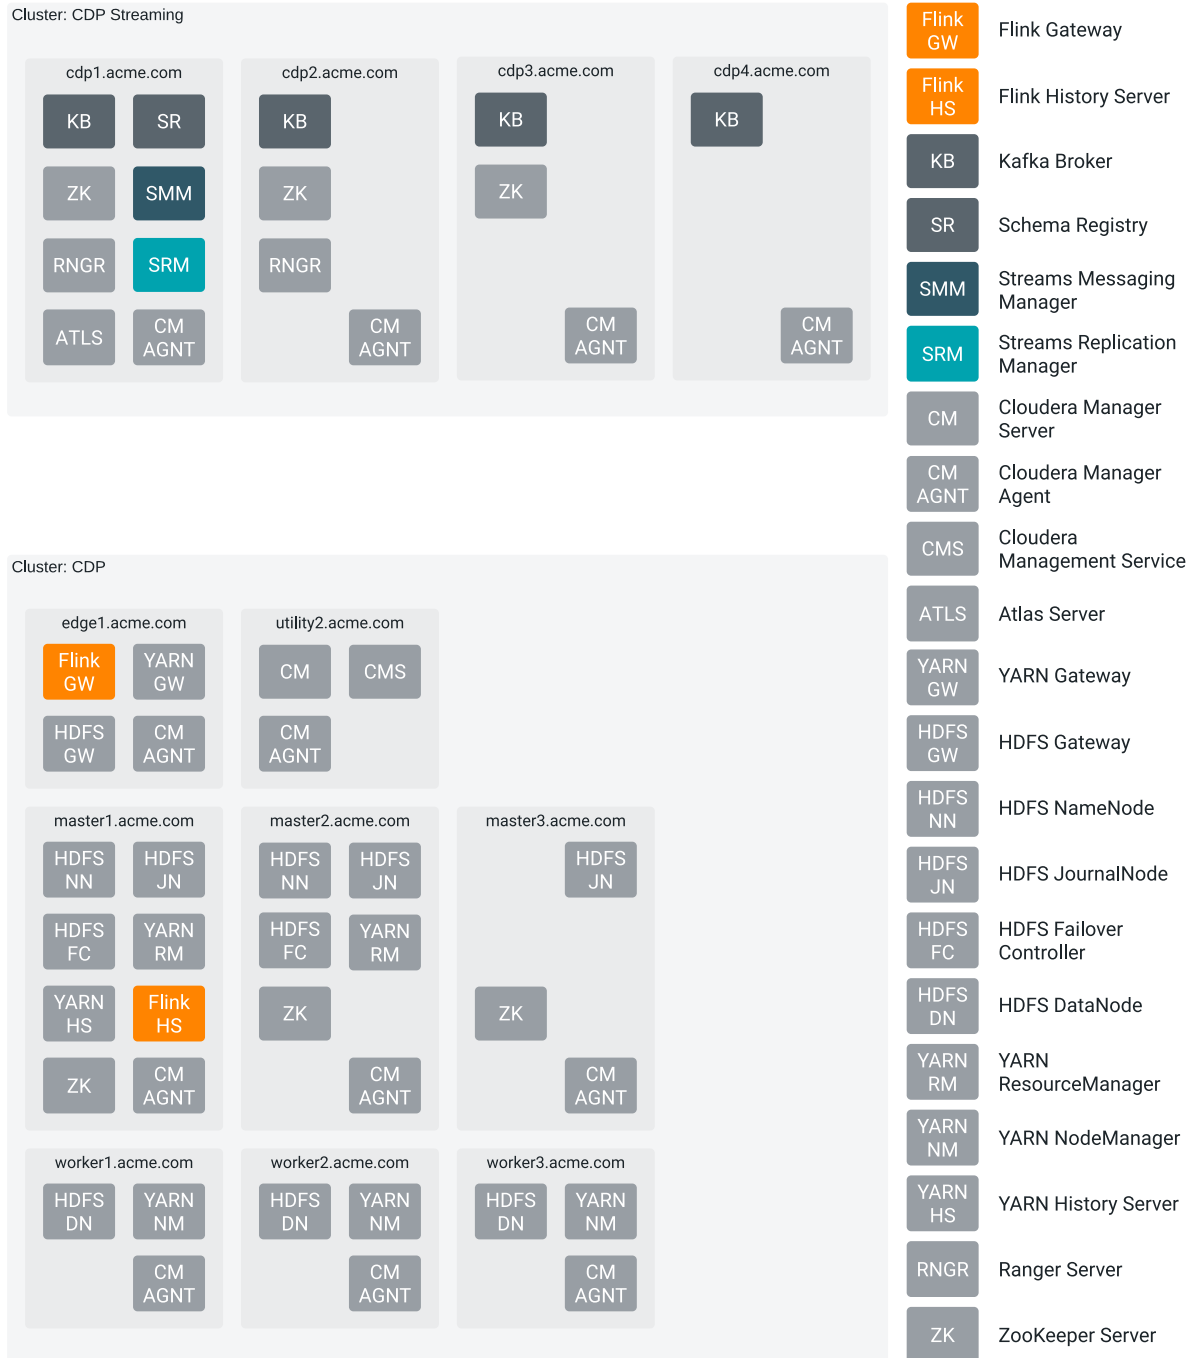 Cluster: CDP Streaming
cdp1.acme.com
KB
SR
ZK
SMM
RNGR
SRM
ATLS
CM
AGNT
cdp2.acme.com
KB
ZK
RNGR
CM
AGNT
cdp3.acme.com
KB
ZK
CM
AGNT
cdp4.acme.com
KB
CM
AGNT
Cluster: CDP
edge1.acme.com
Flink
GW
YARN
GW
HDFS
GW
CM
AGNT
utility2.acme.com
CM
CMS
CM
AGNT
master1.acme.com
HDFS
NN
HDFS
JN
HDFS
FC
YARN
RM
YARN
HS
Flink
HS
ZK
CM
AGNT
master2.acme.com
HDFS
NN
HDFS
JN
HDFS
FC
YARN
RM
ZK
CM
AGNT
master3.acme.com
HDFS
JN
ZK
CM
AGNT
worker1.acme.com
HDFS
DN
YARN
NM
CM
AGNT
worker2.acme.com
HDFS
DN
YARN
NM
CM
AGNT
worker3.acme.com
HDFS
DN
YARN
NM
CM
AGNT
Flink
GW
Flink Gateway
Flink
HS
Flink History Server
KB
Kafka Broker
SR
Schema Registry
SMM
Streams Messaging
Manager
SRM
Streams Replication
Manager
CM
Cloudera Manager
Server
CM
AGNT
Cloudera Manager
Agent
CMS
Cloudera
Management Service
ATLS
Atlas Server
YARN
GW
YARN Gateway
HDFS
GW
HDFS Gateway
HDFS
NN
HDFS NameNode
HDFS
JN
HDFS JournalNode
HDFS
FC
HDFS Failover
Controller
HDFS
DN
HDFS DataNode
YARN
RM
YARN
ResourceManager
YARN
NM
YARN NodeManager
YARN
HS
YARN History Server
RNGR
Ranger Server
ZK
ZooKeeper Server